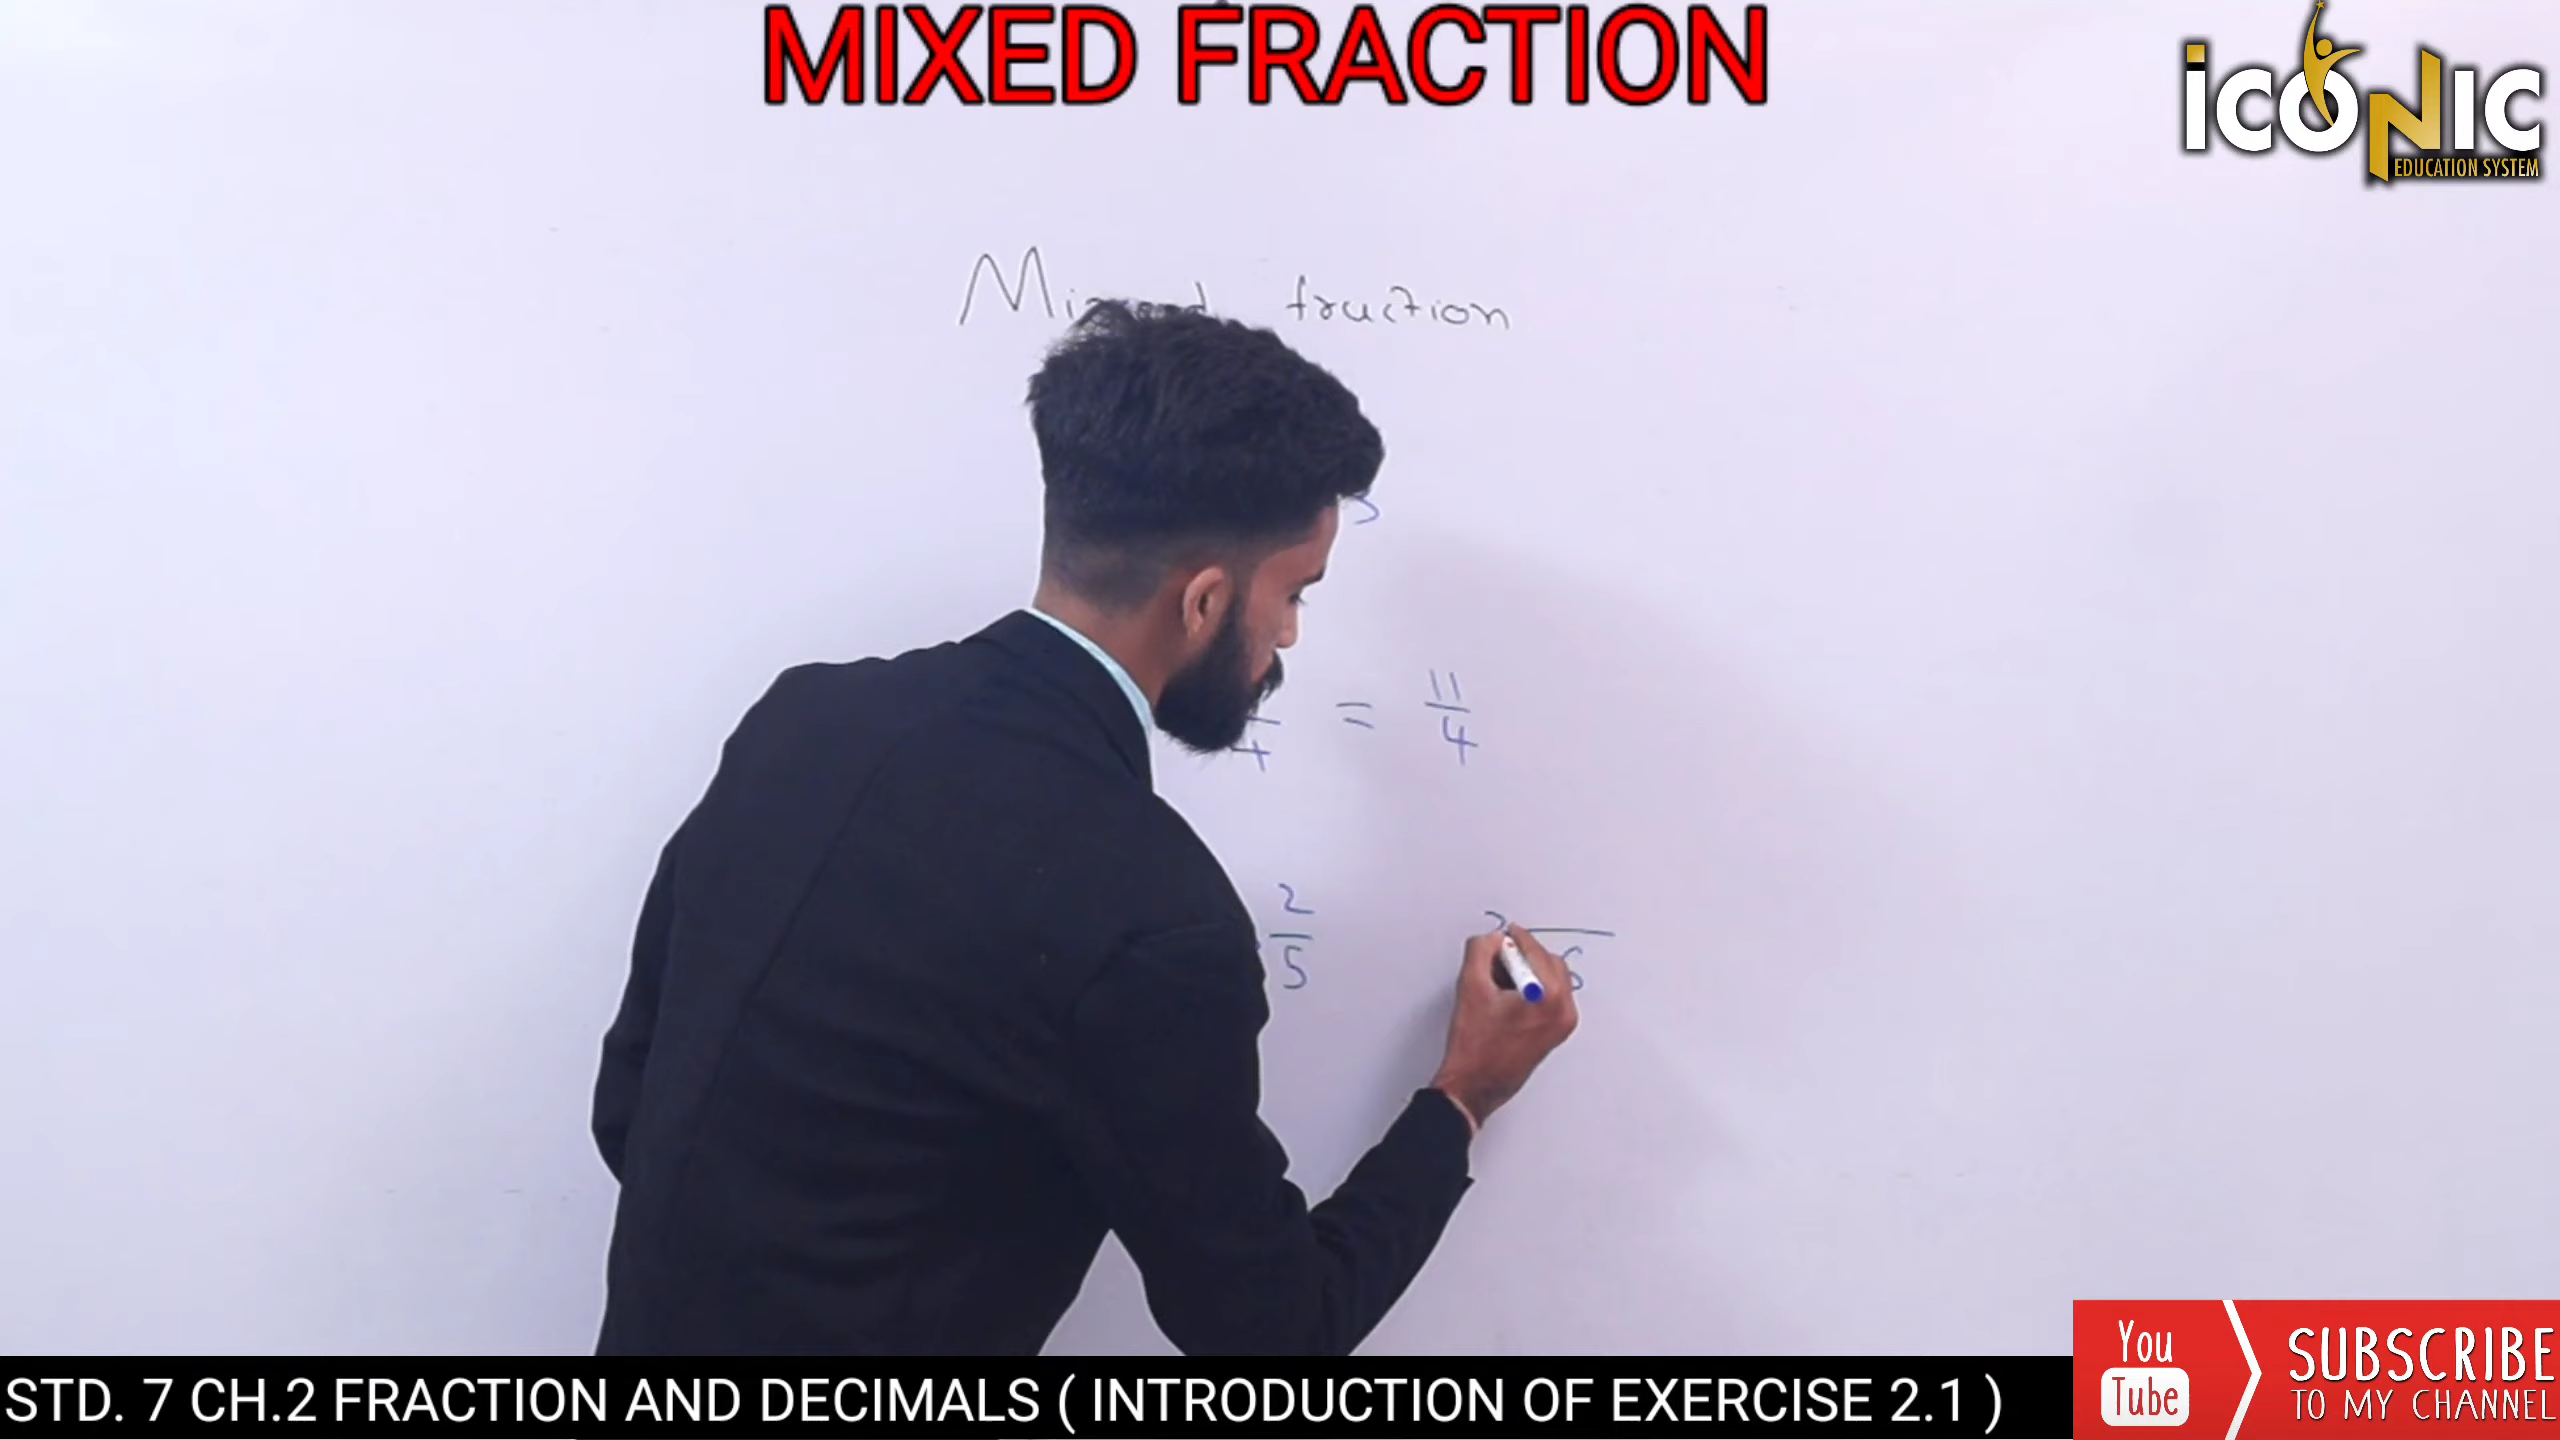 MIXED FRACTION
iCONIC
EDUCATION SYSTEM
fruction
= 11/4
2/5
STD. 7 CH.2 FRACTION AND DECIMALS ( INTRODUCTION OF EXERCISE 2.1 )
You
Tube
SUBSCRIBE
TO MY CHANNEL